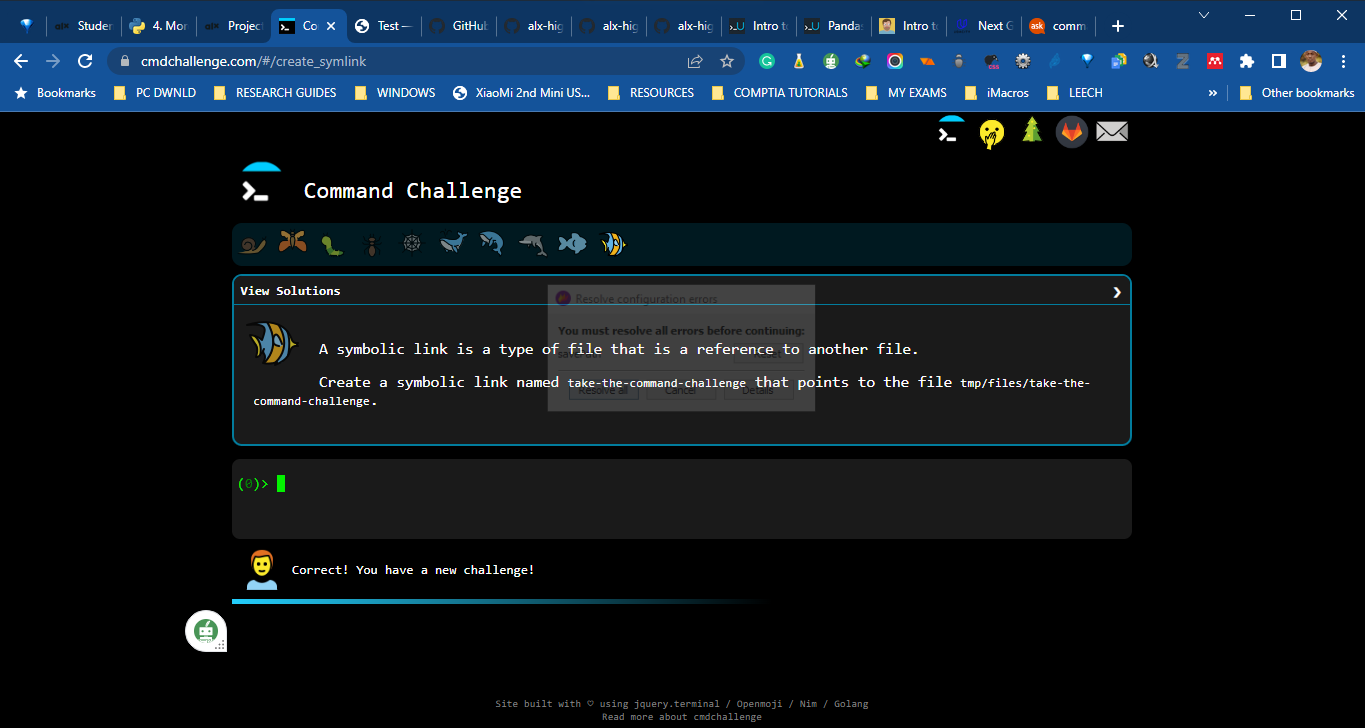 Studer
4. Mor
Project
Co
Test —
GitHub
alx-hig
alx-hig
alx-hig
Intro to
Panda
Intro to
Next G
ask
comm
cmdchallenge.com/#/create_symlink
Bookmarks
PC DWNLD
RESEARCH GUIDES
WINDOWS
XiaoMi 2nd Mini US...
RESOURCES
COMPTIA TUTORIALS
MY EXAMS
iMacros
LEECH
»
Other bookmarks
Command Challenge
View Solutions
Resolve configuration errors
You must resolve all errors before continuing:
Resolve all
Cancel
Details
A symbolic link is a type of file that is a reference to another file.
Create a symbolic link named take-the-command-challenge that points to the file tmp/files/take-the-
command-challenge.
(0)>
Correct! You have a new challenge!
Site built with ♡ using jquery.terminal / Openmoji / Nim / Golang
Read more about cmdchallenge